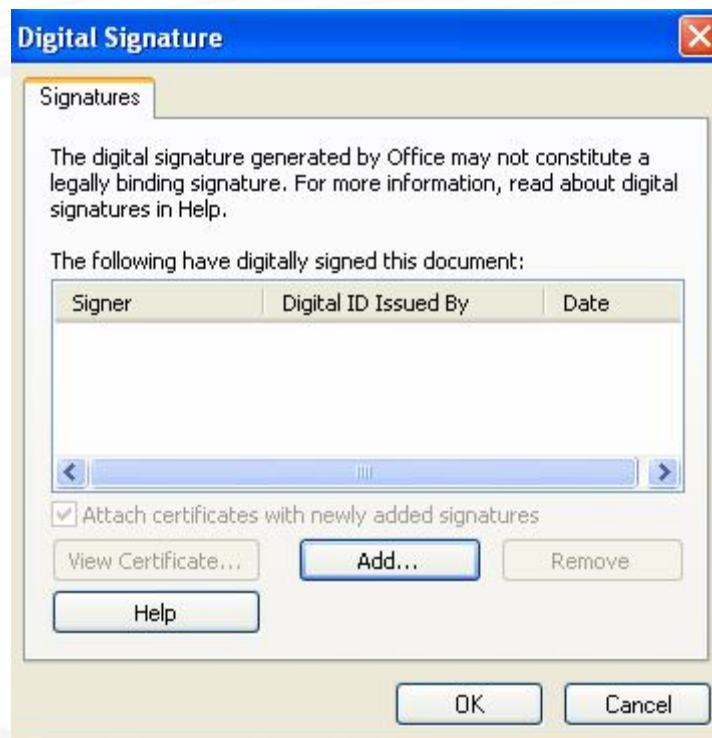 Digital Signature
Signatures
The digital signature generated by Office may not constitute a
legally binding signature. For more information, read about digital
signatures in Help.
The following have digitally signed this document:
Signer Digital ID Issued By Date
Attach certificates with newly added signatures
View Certificate... Add... Remove
Help
OK Cancel